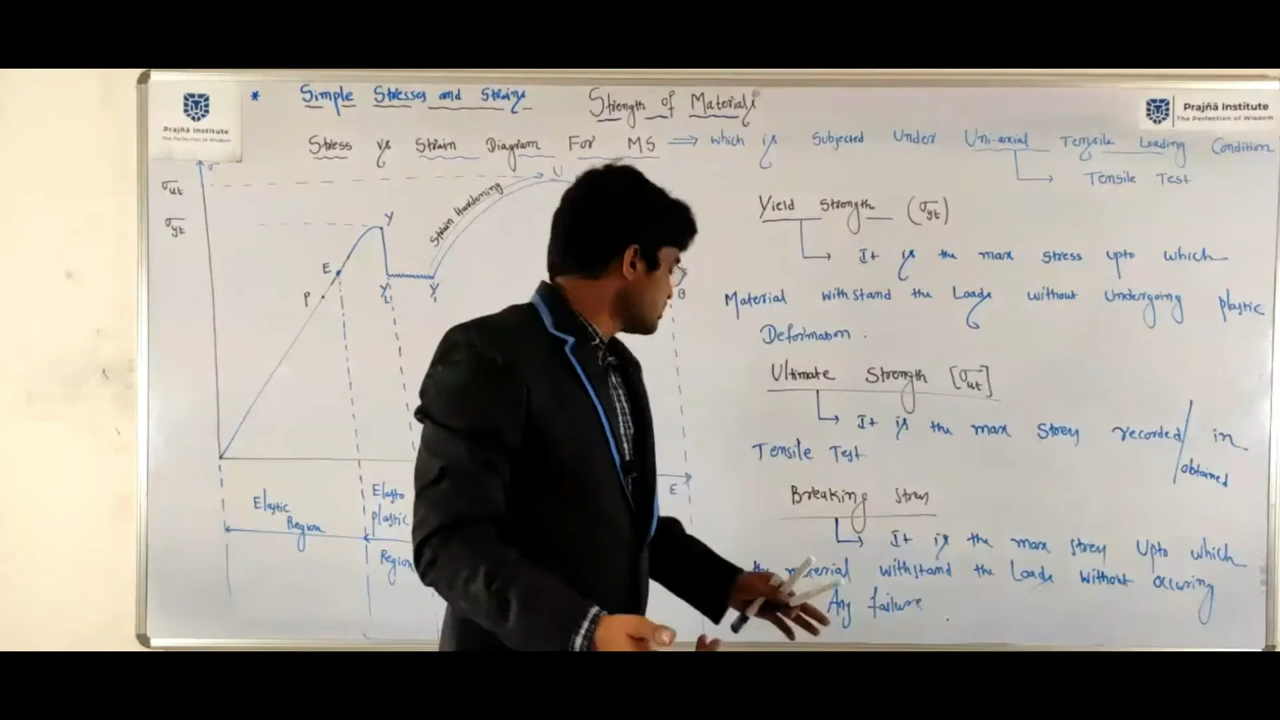 Prajñā Institute
The Perfection of Wisdom
* Simple Stresses and Strains
Strength of Materials
Prajñā Institute
The Perfection of Wisdom
Stress vs Strain Diagram For MS ⇒ which is Subjected Under Uni-axial Tensile Loading Condition
Tensile Test
σ
σut
σyt
U
Strain Hardening
Y
E
P
B
ε
Elastic Region
Elasto plastic Region
Yield Strength (σyt)
It is the max stress upto which
Material withstand the Loads without Undergoing plastic
Deformation.
Ultimate Strength [σut]
It is the max Stress recorded/obtained in
Tensile Test
Breaking Stress
It is the max stress Upto which
the material withstand the Loads without occuring
Any failure